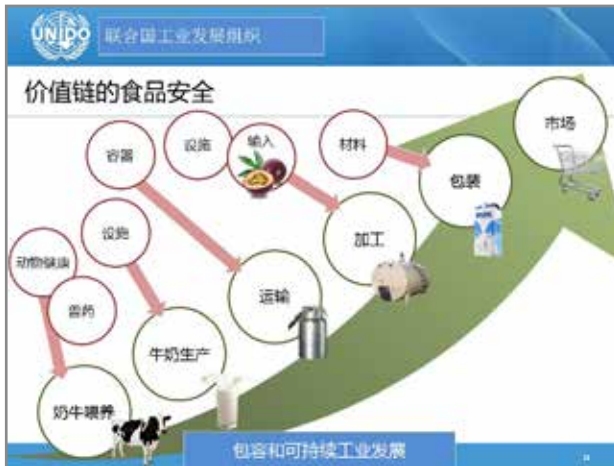 UNIDO
联合国工业发展组织
价值链的食品安全
市场
容器
设施
输入
材料
包装
加工
设施
动物健康
兽药
运输
牛奶生产
奶牛喂养
包容和可持续工业发展